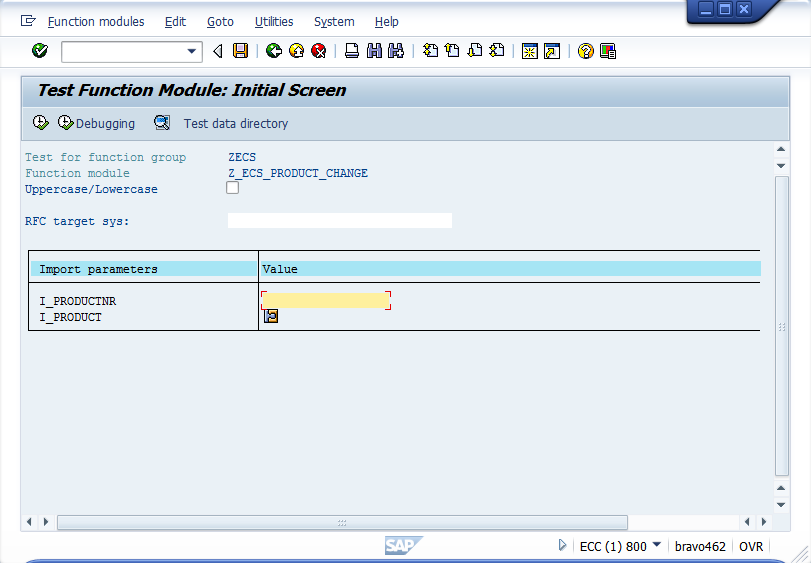 Function modules Edit Goto Utilities System Help
Test Function Module: Initial Screen
Debugging Test data directory
Test for function group ZECS
Function module Z_ECS_PRODUCT_CHANGE
Uppercase/Lowercase
RFC target sys:
Import parameters Value
I_PRODUCTNR
I_PRODUCT
SAP ECC (1) 800 bravo462 OVR